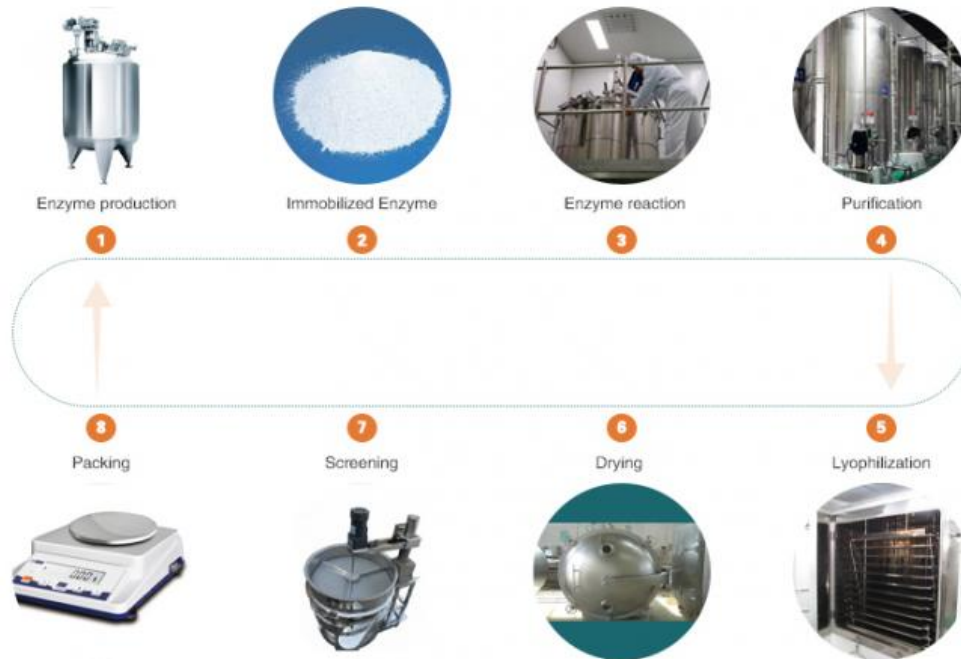 Enzyme production
Immobilized Enzyme
Enzyme reaction
Purification
1
2
3
4
8
7
6
5
Packing
Screening
Drying
Lyophilization